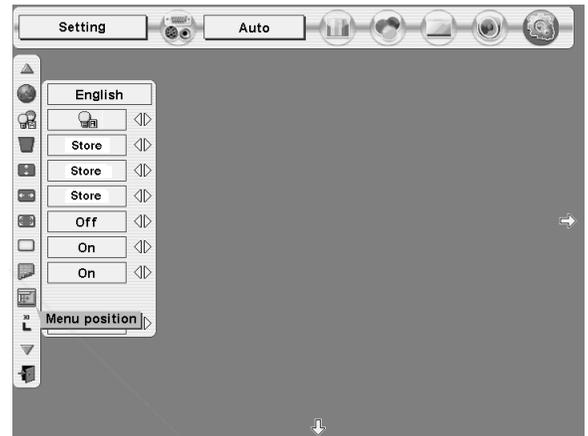 Setting
Auto
English
Store
Store
Store
Off
On
On
Menu position